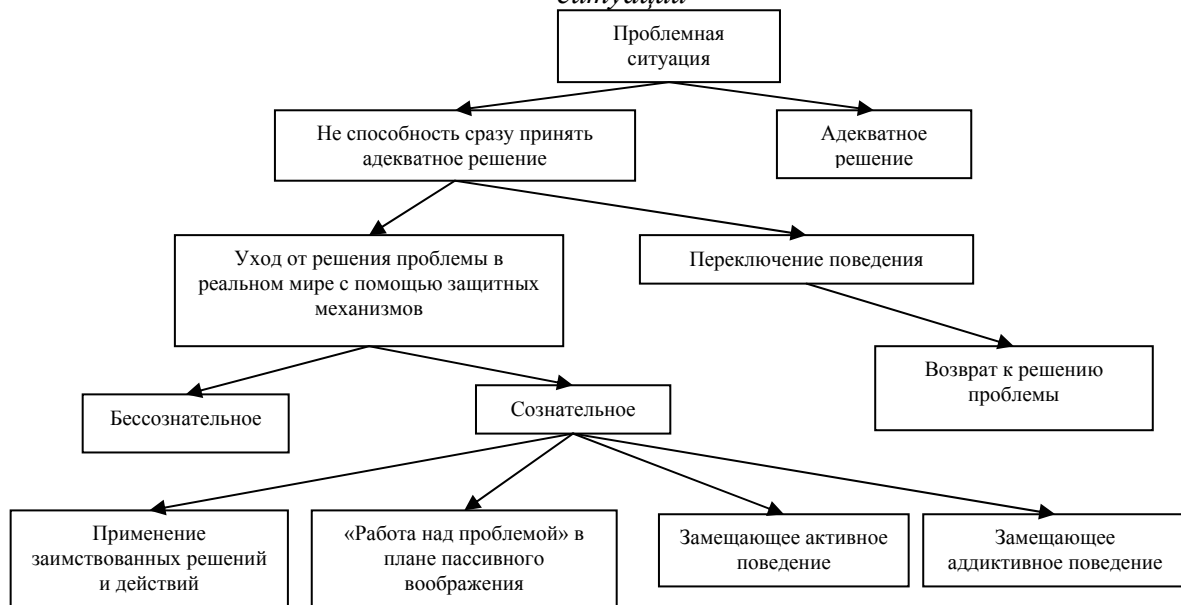 ситуации
Проблемная
ситуация
Не способность сразу принять
адекватное решение
Адекватное
решение
Уход от решения проблемы в
реальном мире с помощью защитных
механизмов
Переключение поведения
Возврат к решению
проблемы
Бессознательное
Сознательное
Применение
заимствованных решений
и действий
«Работа над проблемой» в
плане пассивного
воображения
Замещающее активное
поведение
Замещающее
аддиктивное поведение